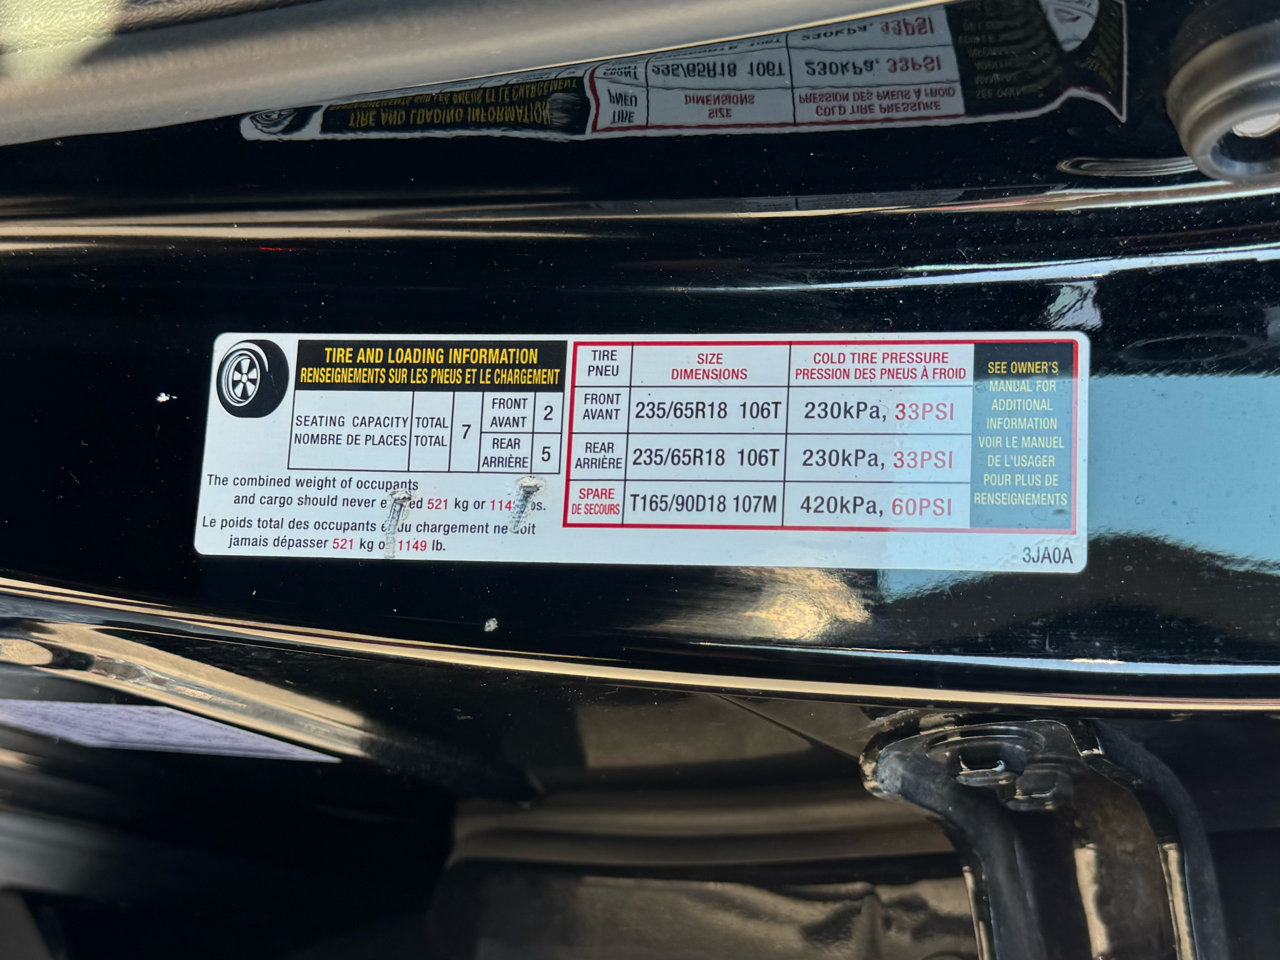 TIRE AND LOADING INFORMATION
RENSEIGNEMENTS SUR LES PNEUS ET LE CHARGEMENT
SEATING CAPACITY
NOMBRE DE PLACES
TOTAL
TOTAL
7
FRONT
AVANT
2
REAR
ARRIÈRE
5
The combined weight of occupants
and cargo should never 521 kg or
Le poids total des occupants du chargement ne doit
jamais dépasser 521 kg 1149 lb.
TIRE
PNEU
SIZE
DIMENSIONS
COLD TIRE PRESSURE
PRESSION DES PNEUS À FROID
FRONT
AVANT
235/65R18 106T
230kPa, 33PSI
REAR
ARRIÈRE
235/65R18 106T
230kPa, 33PSI
SPARE
DE SECOURS
T165/90D18 107M
420kPa, 60PSI
SEE OWNER'S
MANUAL FOR
ADDITIONAL
INFORMATION
VOIR LE MANUEL
DE L'USAGER
POUR PLUS DE
RENSEIGNEMENTS
3JA0A